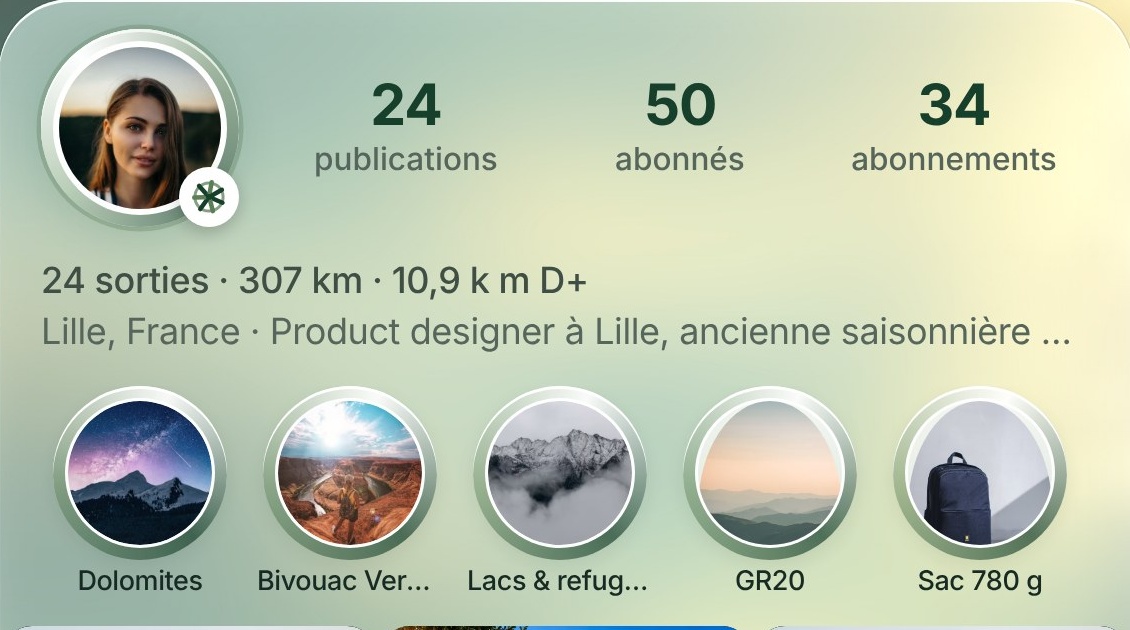 24 50 34
publications abonnés abonnements
24 sorties · 307 km · 10,9 k m D+
Lille, France · Product designer à Lille, ancienne saisonnière ...
Dolomites Bivouac Ver... Lacs & refug... GR20 Sac 780 g